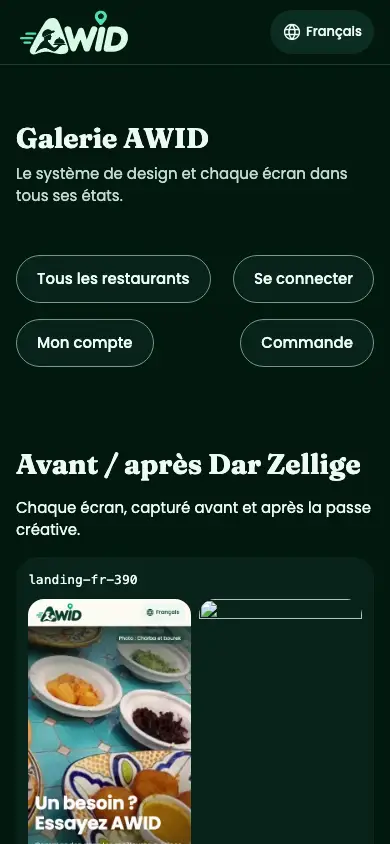 AWID
Français
Galerie AWID
Le système de design et chaque écran dans
tous ses états.
Tous les restaurants
Se connecter
Mon compte
Commande
Avant / après Dar Zellige
Chaque écran, capturé avant et après la passe
créative.
landing-fr-390
AWID
Français
Photo : Charba et bourek
Un besoin ?
Essayez AWID